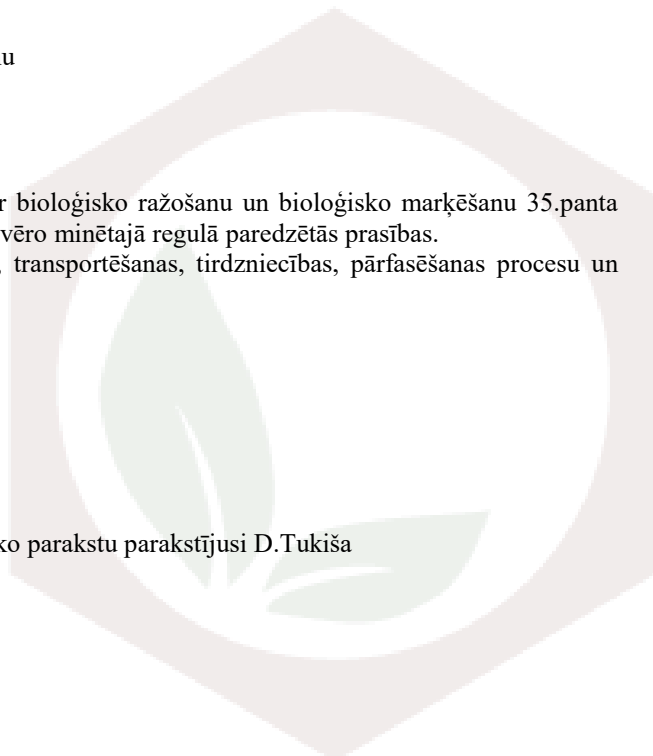 r bioloģisko ražošanu un bioloģisko marķēšanu 35.panta
vēro minētajā regulā paredzētās prasības.
, transportēšanas, tirdzniecības, pārfasēšanas procesu un
ko parakstu parakstījusi D.Tukiša